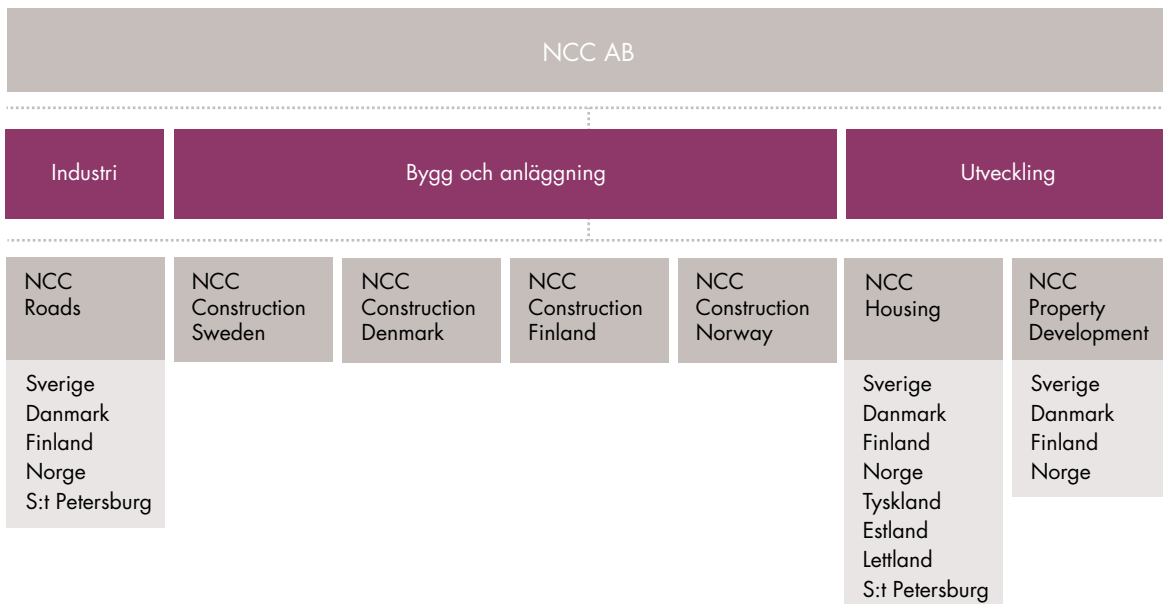 NCC AB
Industri
Bygg och anläggning
Utveckling
NCC
Roads
NCC
Construction
Sweden
NCC
Construction
Denmark
NCC
Construction
Finland
NCC
Construction
Norway
NCC
Housing
NCC
Property
Development
Sverige
Danmark
Finland
Norge
S:t Petersburg
Sverige
Danmark
Finland
Norge
Tyskland
Estland
Lettland
S:t Petersburg
Sverige
Danmark
Finland
Norge